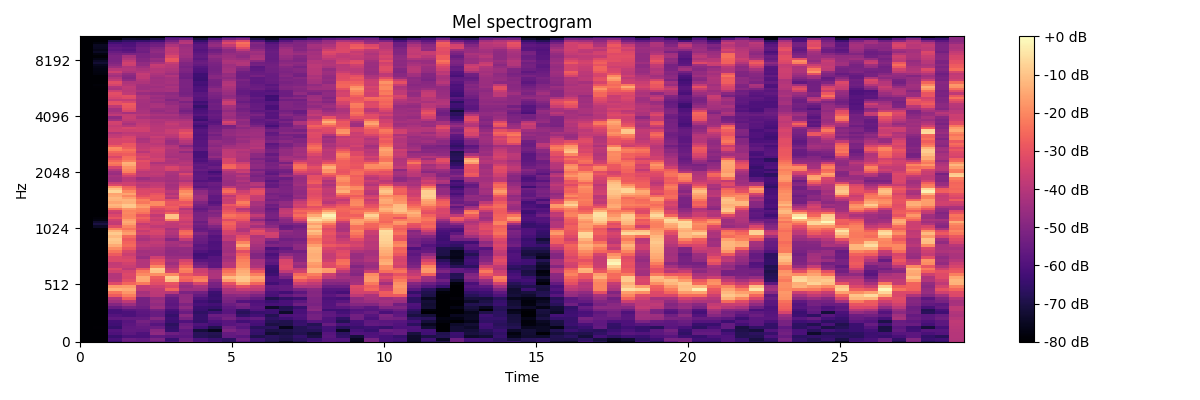 Mel spectrogram
+0 dB
8192
-10 dB
4096
-20 dB
-30 dB
2048
-40 dB
Hz
1024
-50 dB
512
-60 dB
-70 dB
0
-80 dB
0 5 10 15 20 25
Time